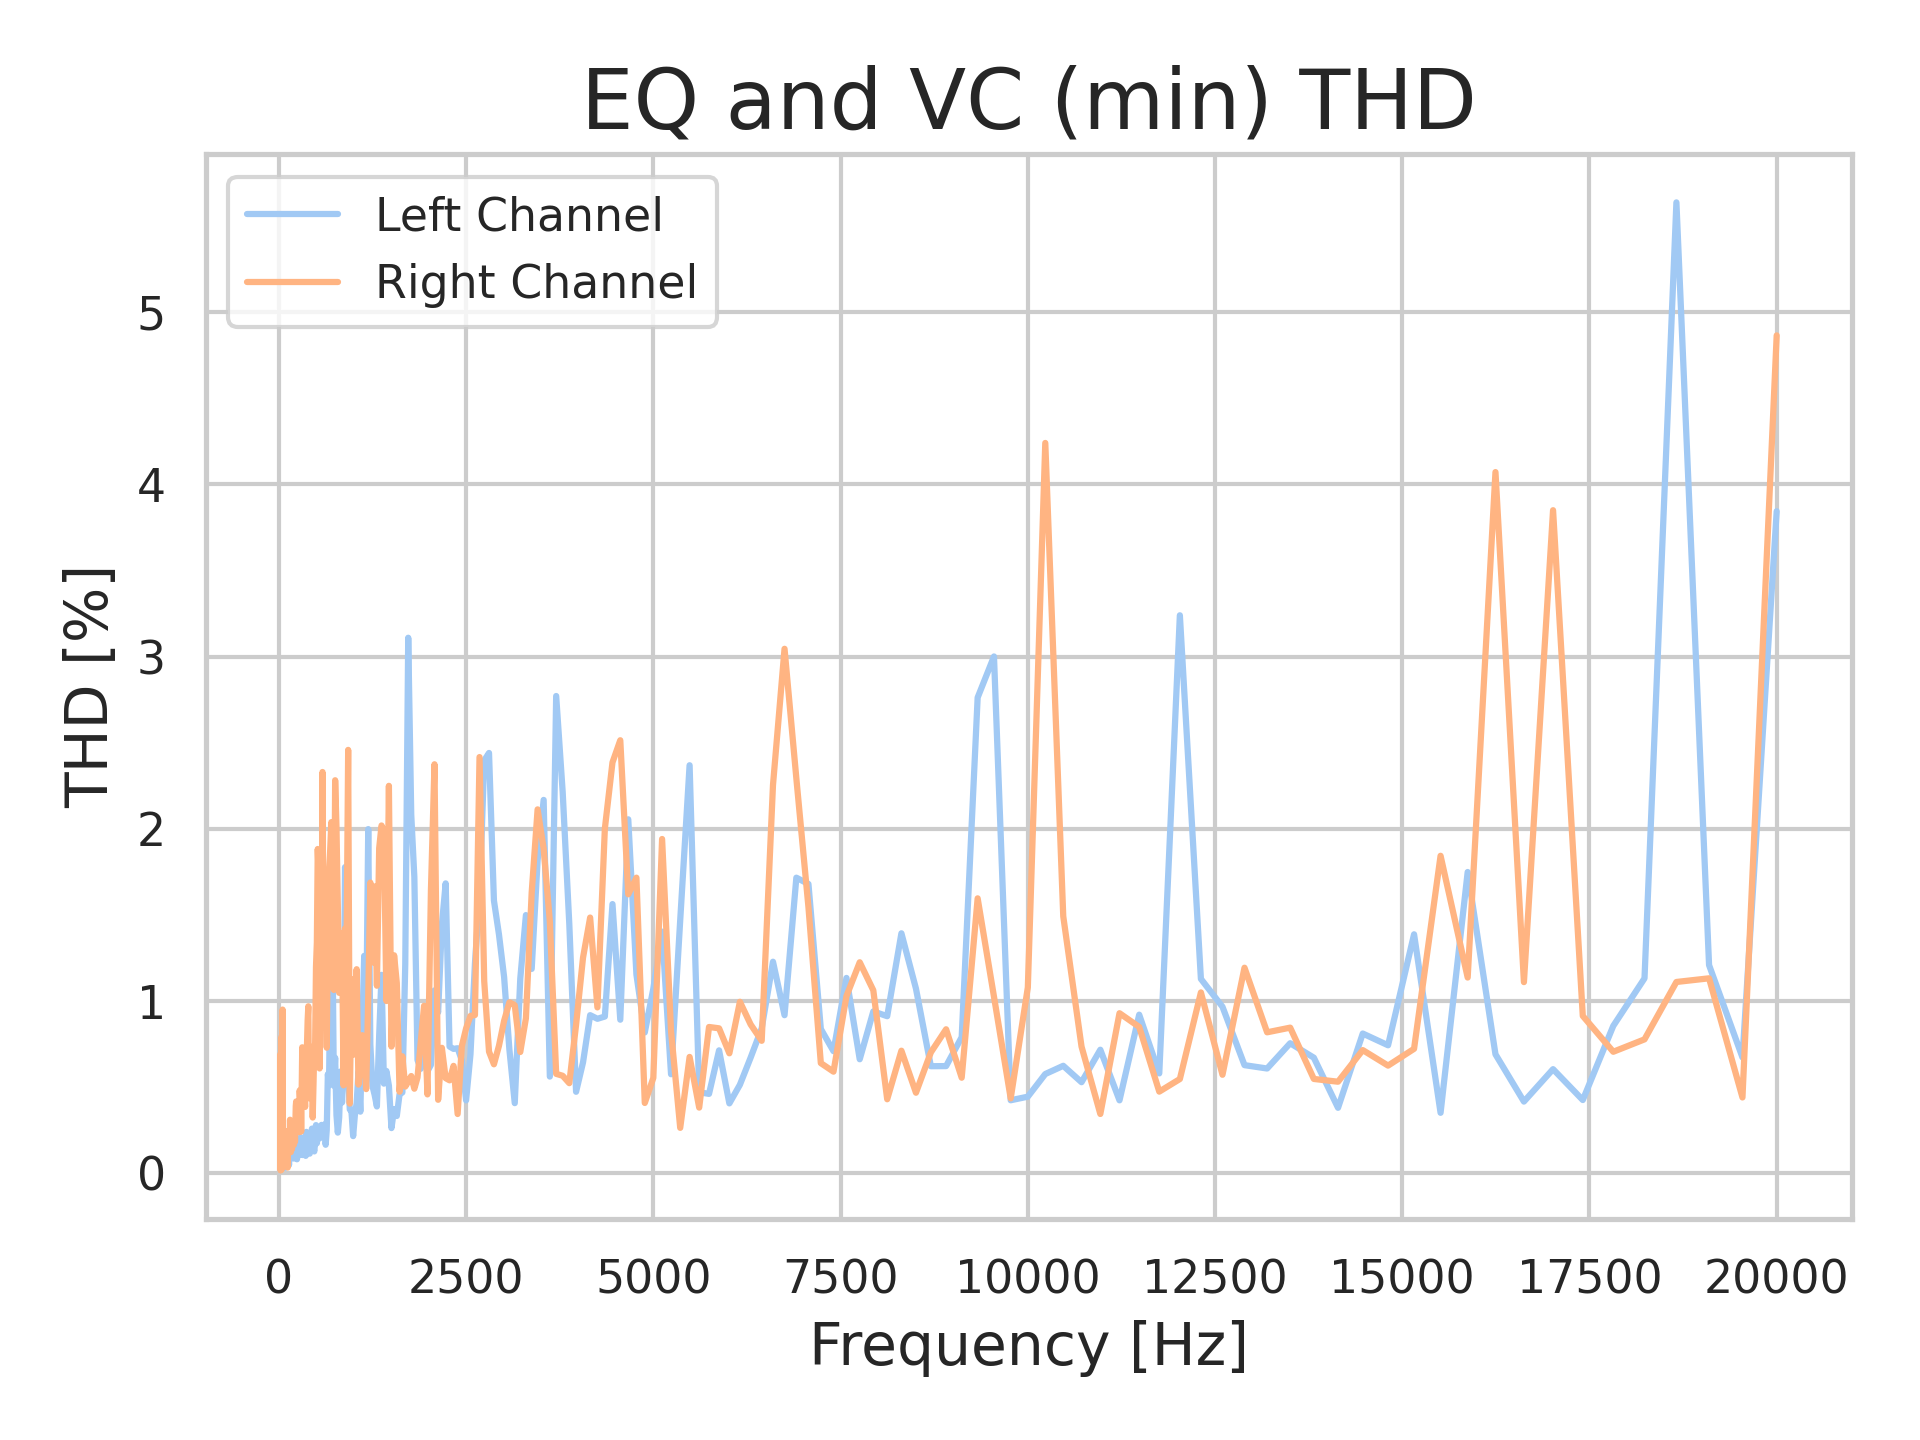 EQ and VC (min) THD
Left Channel
Right Channel
THD [%]
5
4
3
2
1
0
0 2500 5000 7500 10000 12500 15000 17500 20000
Frequency [Hz]